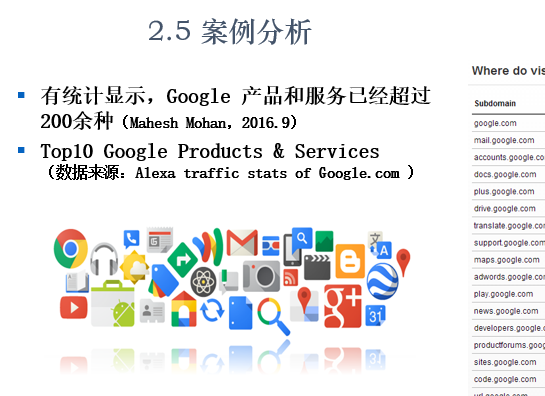 2.5 案例分析
有统计显示，Google 产品和服务已经超过
200余种（Mahesh Mohan，2016.9）
Top10 Google Products & Services
（数据来源：Alexa traffic stats of Google.com ）
Where do vis
Subdomain
google.com
mail.google.com
accounts.google.co
docs.google.com
plus.google.com
drive.google.com
translate.google.com
support.google.com
maps.google.com
adwords.google.com
play.google.com
news.google.com
developers.google.c
productforums.goog
sites.google.com
code.google.com
g+
31